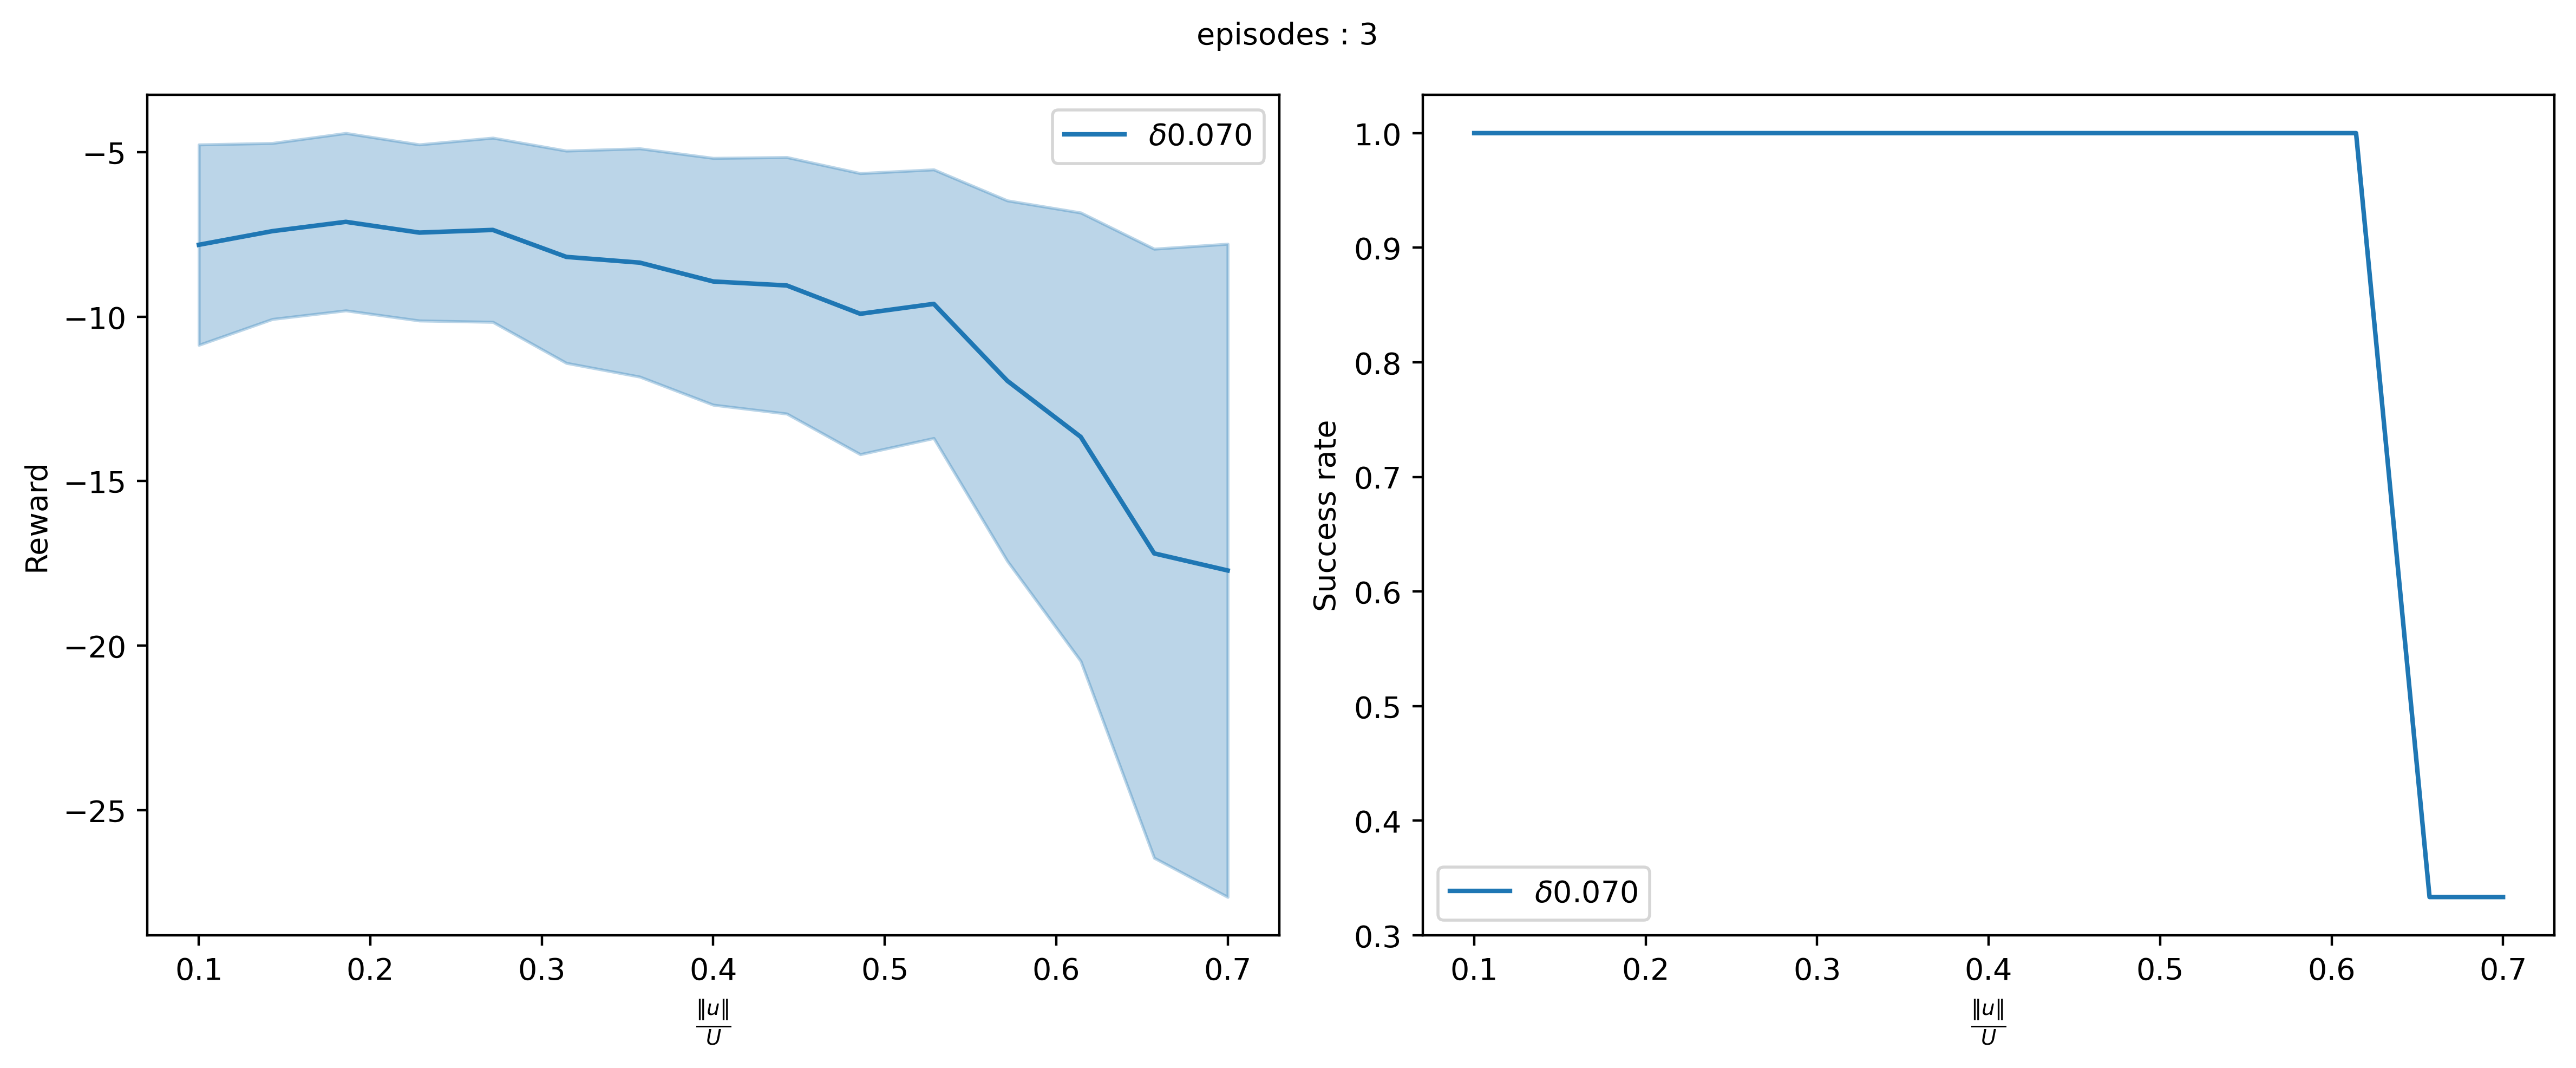 episodes : 3
δ0.070
−5
−10
−15
−20
−25
Reward
0.1 0.2 0.3 0.4 0.5 0.6 0.7
‖u‖
U
1.0
0.9
0.8
0.7
0.6
0.5
0.4
0.3
Success rate
δ0.070
0.1 0.2 0.3 0.4 0.5 0.6 0.7
‖u‖
U